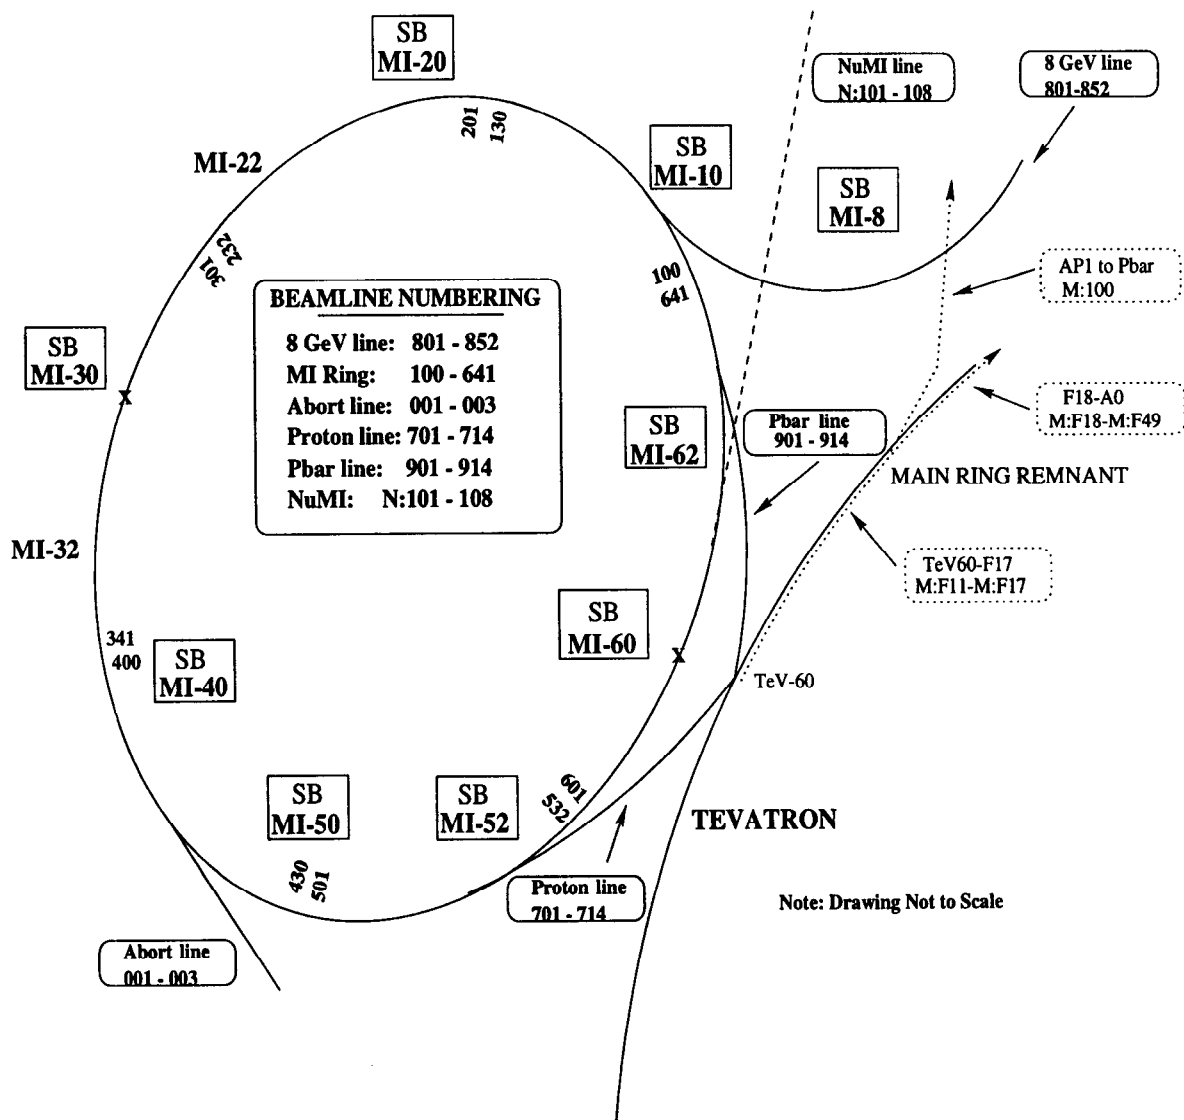 SB
MI-20
NuMI line
N:101 - 108
8 GeV line
801-852
201
130
MI-22
SB
MI-10
SB
MI-8
232
301
100
641
AP1 to Pbar
M:100
BEAMLINE NUMBERING
8 GeV line: 801 - 852
MI Ring: 100 - 641
Abort line: 001 - 003
Proton line: 701 - 714
Pbar line: 901 - 914
NuMI: N:101 - 108
SB
MI-30
X
F18-A0
M:F18-M:F49
SB
MI-62
Pbar line
901 - 914
MAIN RING REMNANT
MI-32
TeV60-F17
M:F11-M:F17
SB
MI-60
X
341
400
SB
MI-40
TeV-60
SB
MI-50
SB
MI-52
601
532
TEVATRON
430
501
Proton line
701 - 714
Note: Drawing Not to Scale
Abort line
001 - 003